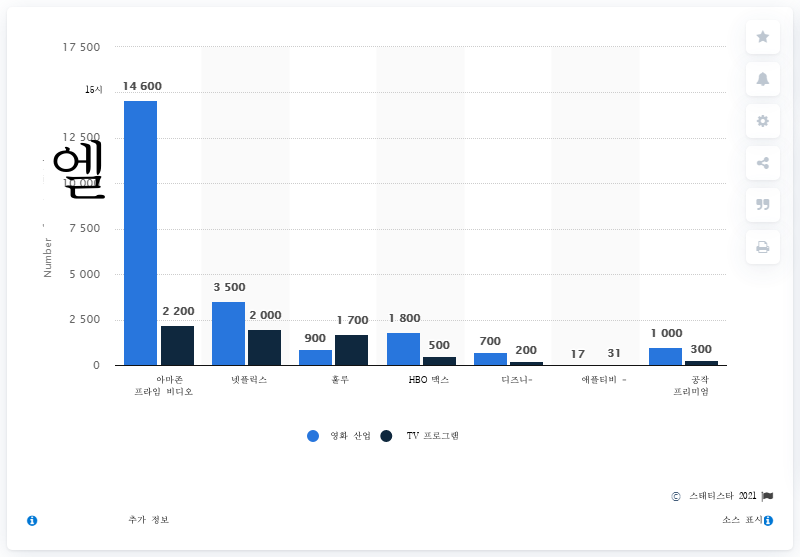 17 500
15시
12 500
10 000
7 500
5 000
2 500
0
Number
엘
14 600
2 200
3 500
2 000
900
1 700
1 800
500
700
200
17
31
1 000
300
아마존
프라임 비디오
넷플릭스
훌루
HBO 맥스
디즈니-
애플티비 -
공작
프리미엄
영화 산업
TV 프로그램
© 스태티스타 2021
추가 정보
소스 표시